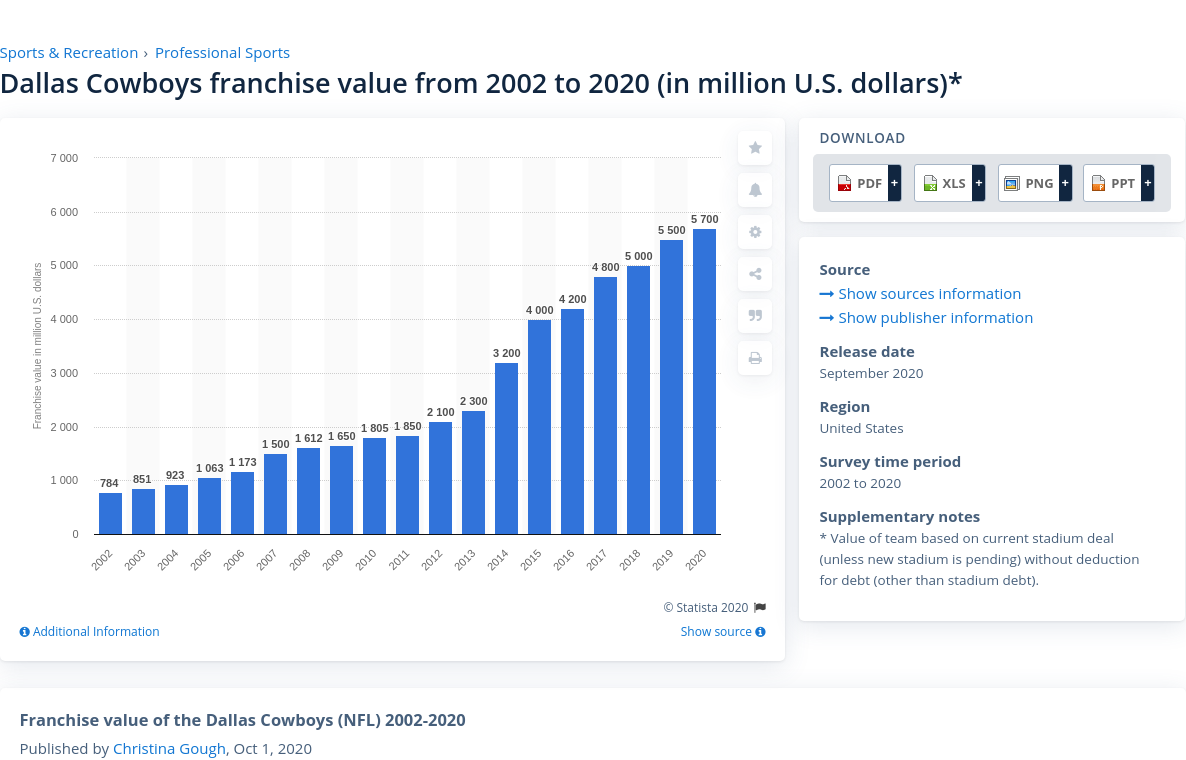 Sports & Recreation › Professional Sports
Dallas Cowboys franchise value from 2002 to 2020 (in million U.S. dollars)*
Franchise value in million U.S. dollars
7 000
6 000
5 000
4 000
3 000
2 000
1 000
0
784
851
923
1 063
1 173
1 500
1 612
1 650
1 805
1 850
2 100
2 300
3 200
4 000
4 200
4 800
5 000
5 500
5 700
2002
2003
2004
2005
2006
2007
2008
2009
2010
2011
2012
2013
2014
2015
2016
2017
2018
2019
2020
© Statista 2020
Additional Information
Show source
DOWNLOAD
PDF + XLS + PNG + PPT +
Source
Show sources information
Show publisher information
Release date
September 2020
Region
United States
Survey time period
2002 to 2020
Supplementary notes
* Value of team based on current stadium deal
(unless new stadium is pending) without deduction
for debt (other than stadium debt).
Franchise value of the Dallas Cowboys (NFL) 2002-2020
Published by Christina Gough, Oct 1, 2020